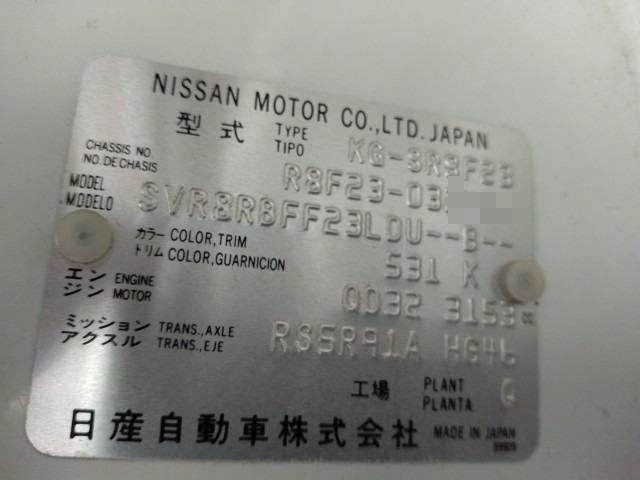 NISSAN MOTOR CO.,LTD. JAPAN
型式 TYPE TIPO KG-SR8F23
CHASSIS NO. NO. DE CHASIS R8F23-03
MODEL MODELO SVR8RBFF23LDU--B--
カラー COLOR,TRIM
トリム COLOR,GUARNICION 531 K
エンジン ENGINE MOTOR QD32 3153 cc
ミッション TRANS.,AXLE
アクスル TRANS.,EJE RS5R91A HG46
工場 PLANT PLANTA Q
日産自動車株式会社 MADE IN JAPAN